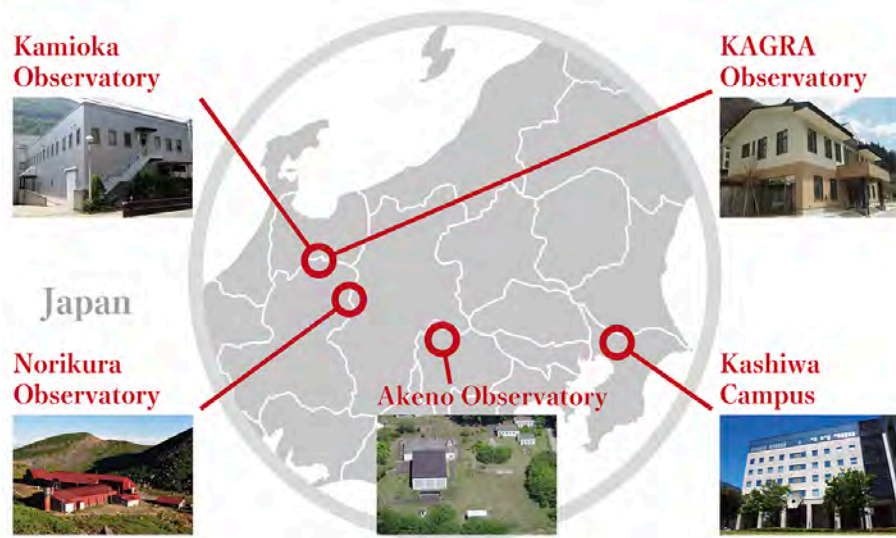 Kamioka
Observatory
KAGRA
Observatory
Japan
Norikura
Observatory
Akeno Observatory
Kashiwa
Campus